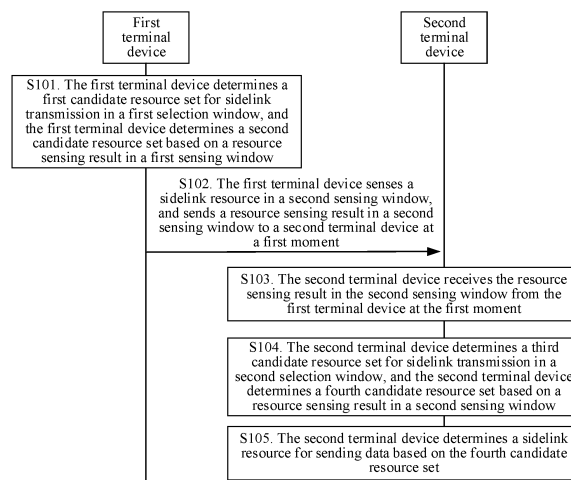 First
terminal
device
Second
terminal
device
S101. The first terminal device determines a
first candidate resource set for sidelink
transmission in a first selection window, and
the first terminal device determines a second
candidate resource set based on a resource
sensing result in a first sensing window
S102. The first terminal device senses a
sidelink resource in a second sensing window,
and sends a resource sensing result in a second
sensing window to a second terminal device at
a first moment
S103. The second terminal device receives the resource
sensing result in the second sensing window from the
first terminal device at the first moment
S104. The second terminal device determines a third
candidate resource set for sidelink transmission in a
second selection window, and the second terminal device
determines a fourth candidate resource set based on a
resource sensing result in a second sensing window
S105. The second terminal device determines a sidelink
resource for sending data based on the fourth candidate
resource set